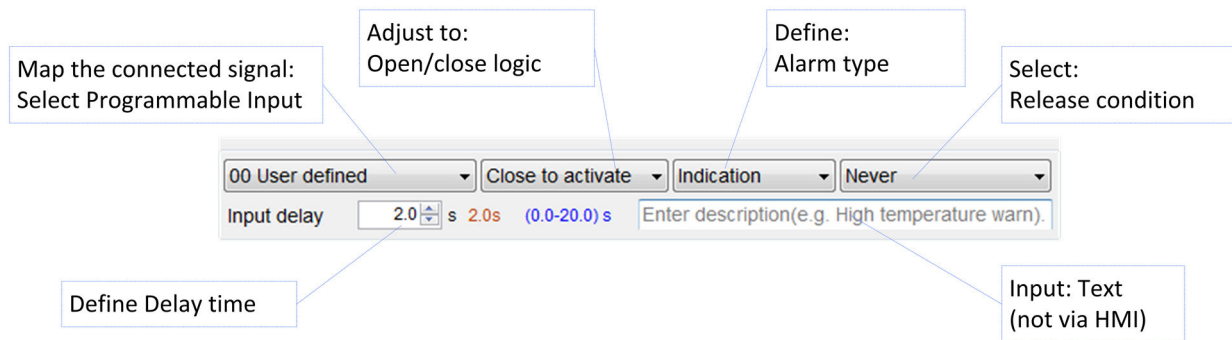 Adjust to:
Open/close logic
Define:
Alarm type
Map the connected signal:
Select Programmable Input
Select:
Release condition
00 User defined
Close to activate
Indication
Never
Input delay
2.0 s 2.0s (0.0-20.0) s
Enter description(e.g. High temperature warn).
Define Delay time
Input: Text
(not via HMI)